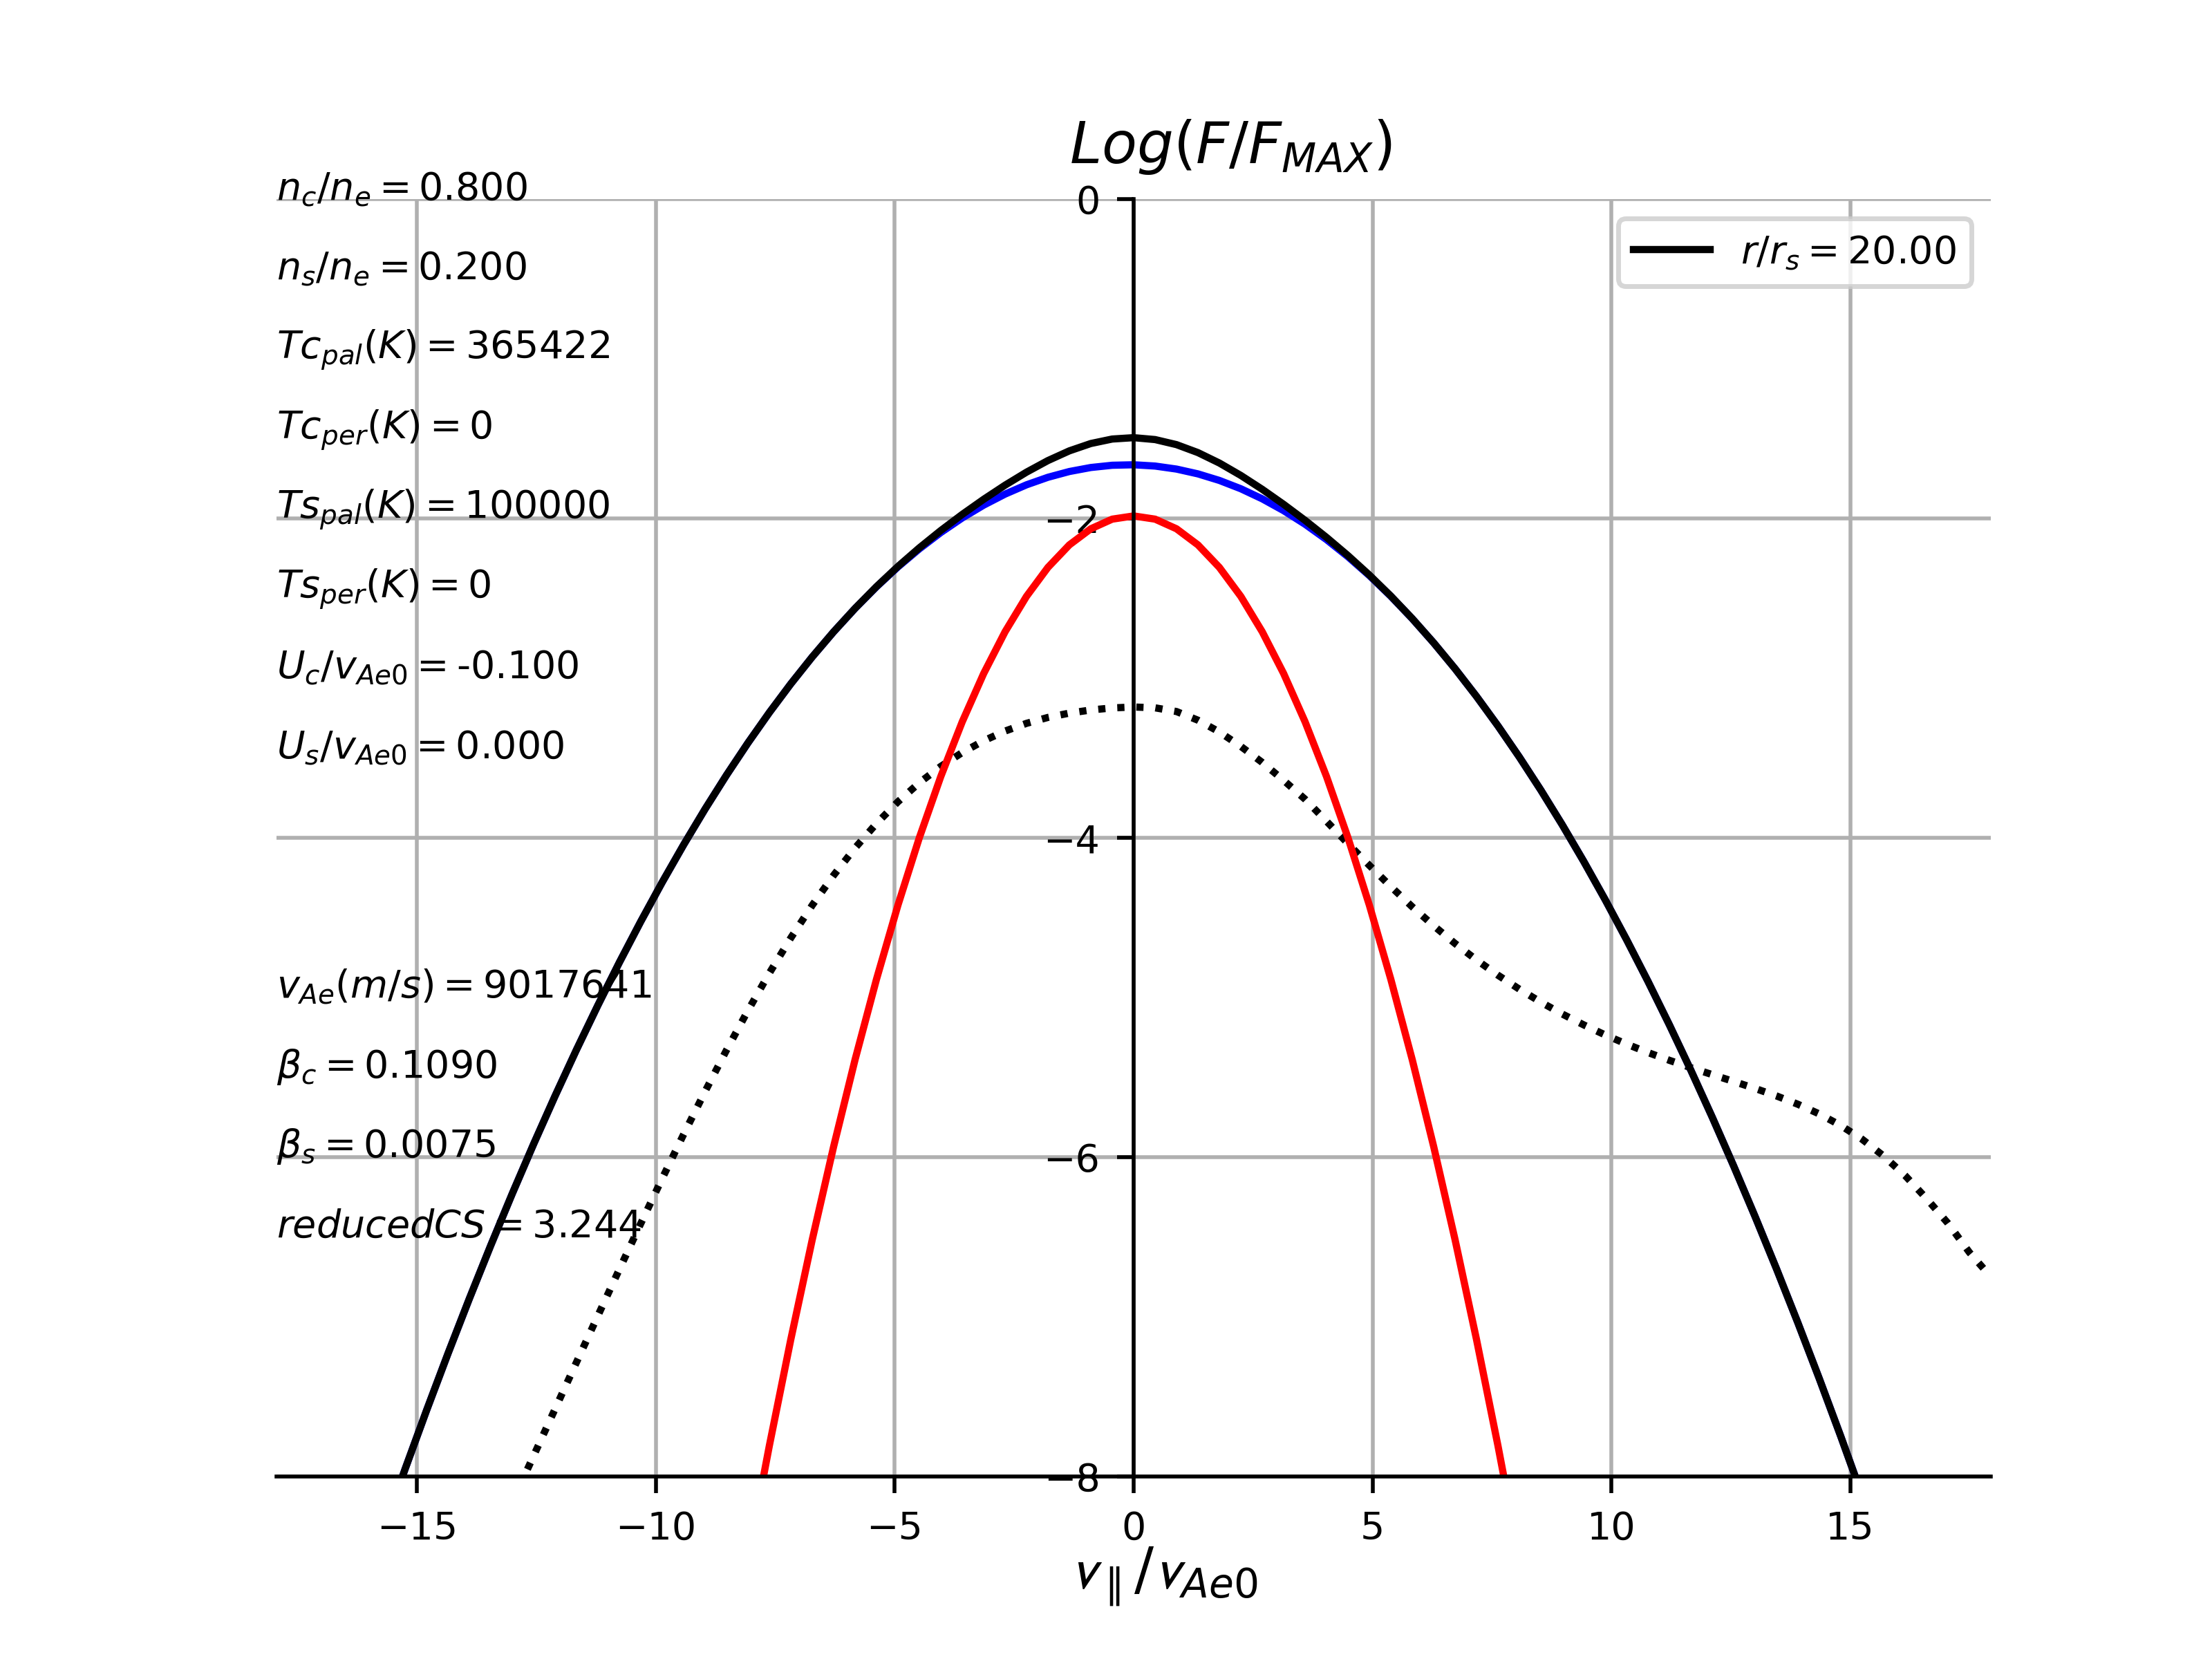 Log(F/F_MAX)
n_c/n_e = 0.800
n_s/n_e = 0.200
Tc_pal(K) = 365422
Tc_per(K) = 0
Ts_pal(K) = 100000
Ts_per(K) = 0
U_c/v_Ae0 = -0.100
U_s/v_Ae0 = 0.000
v_Ae(m/s) = 9017641
β_c = 0.1090
β_s = 0.0075
reducedCS = 3.244
r/r_s = 20.00
0
−2
−4
−6
−8
−15 −10 −5 0 5 10 15
v_∥/v_Ae0